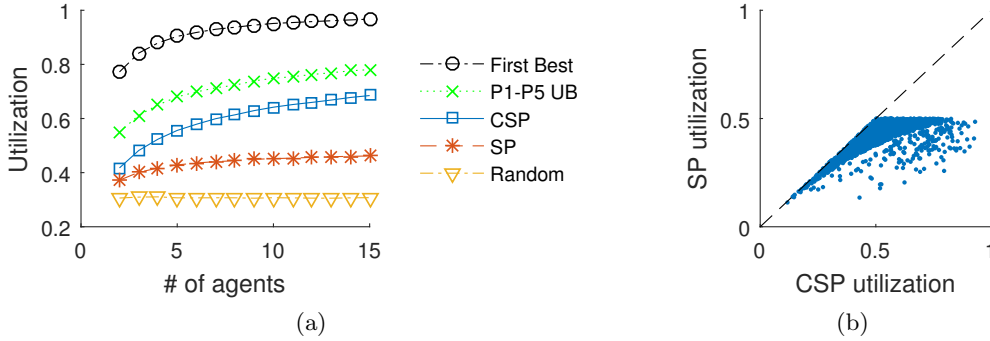 1
0.8
0.6
0.4
0.2
0
5
10
15
Utilization
# of agents
(a)
First Best
P1-P5 UB
CSP
SP
Random
1
0.5
0
0
0.5
1
SP utilization
CSP utilization
(b)